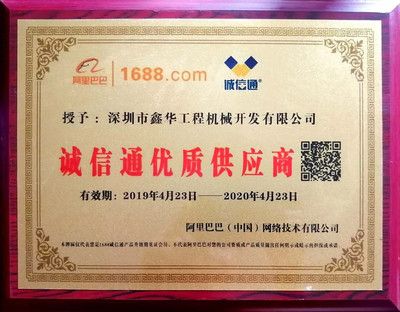 阿里巴巴 1688.com 诚信通®
授予：深圳市鑫华工程机械开发有限公司
诚信通优质供应商
有效期：2019年4月23日——2020年4月23日
阿里巴巴（中国）网络技术有限公司